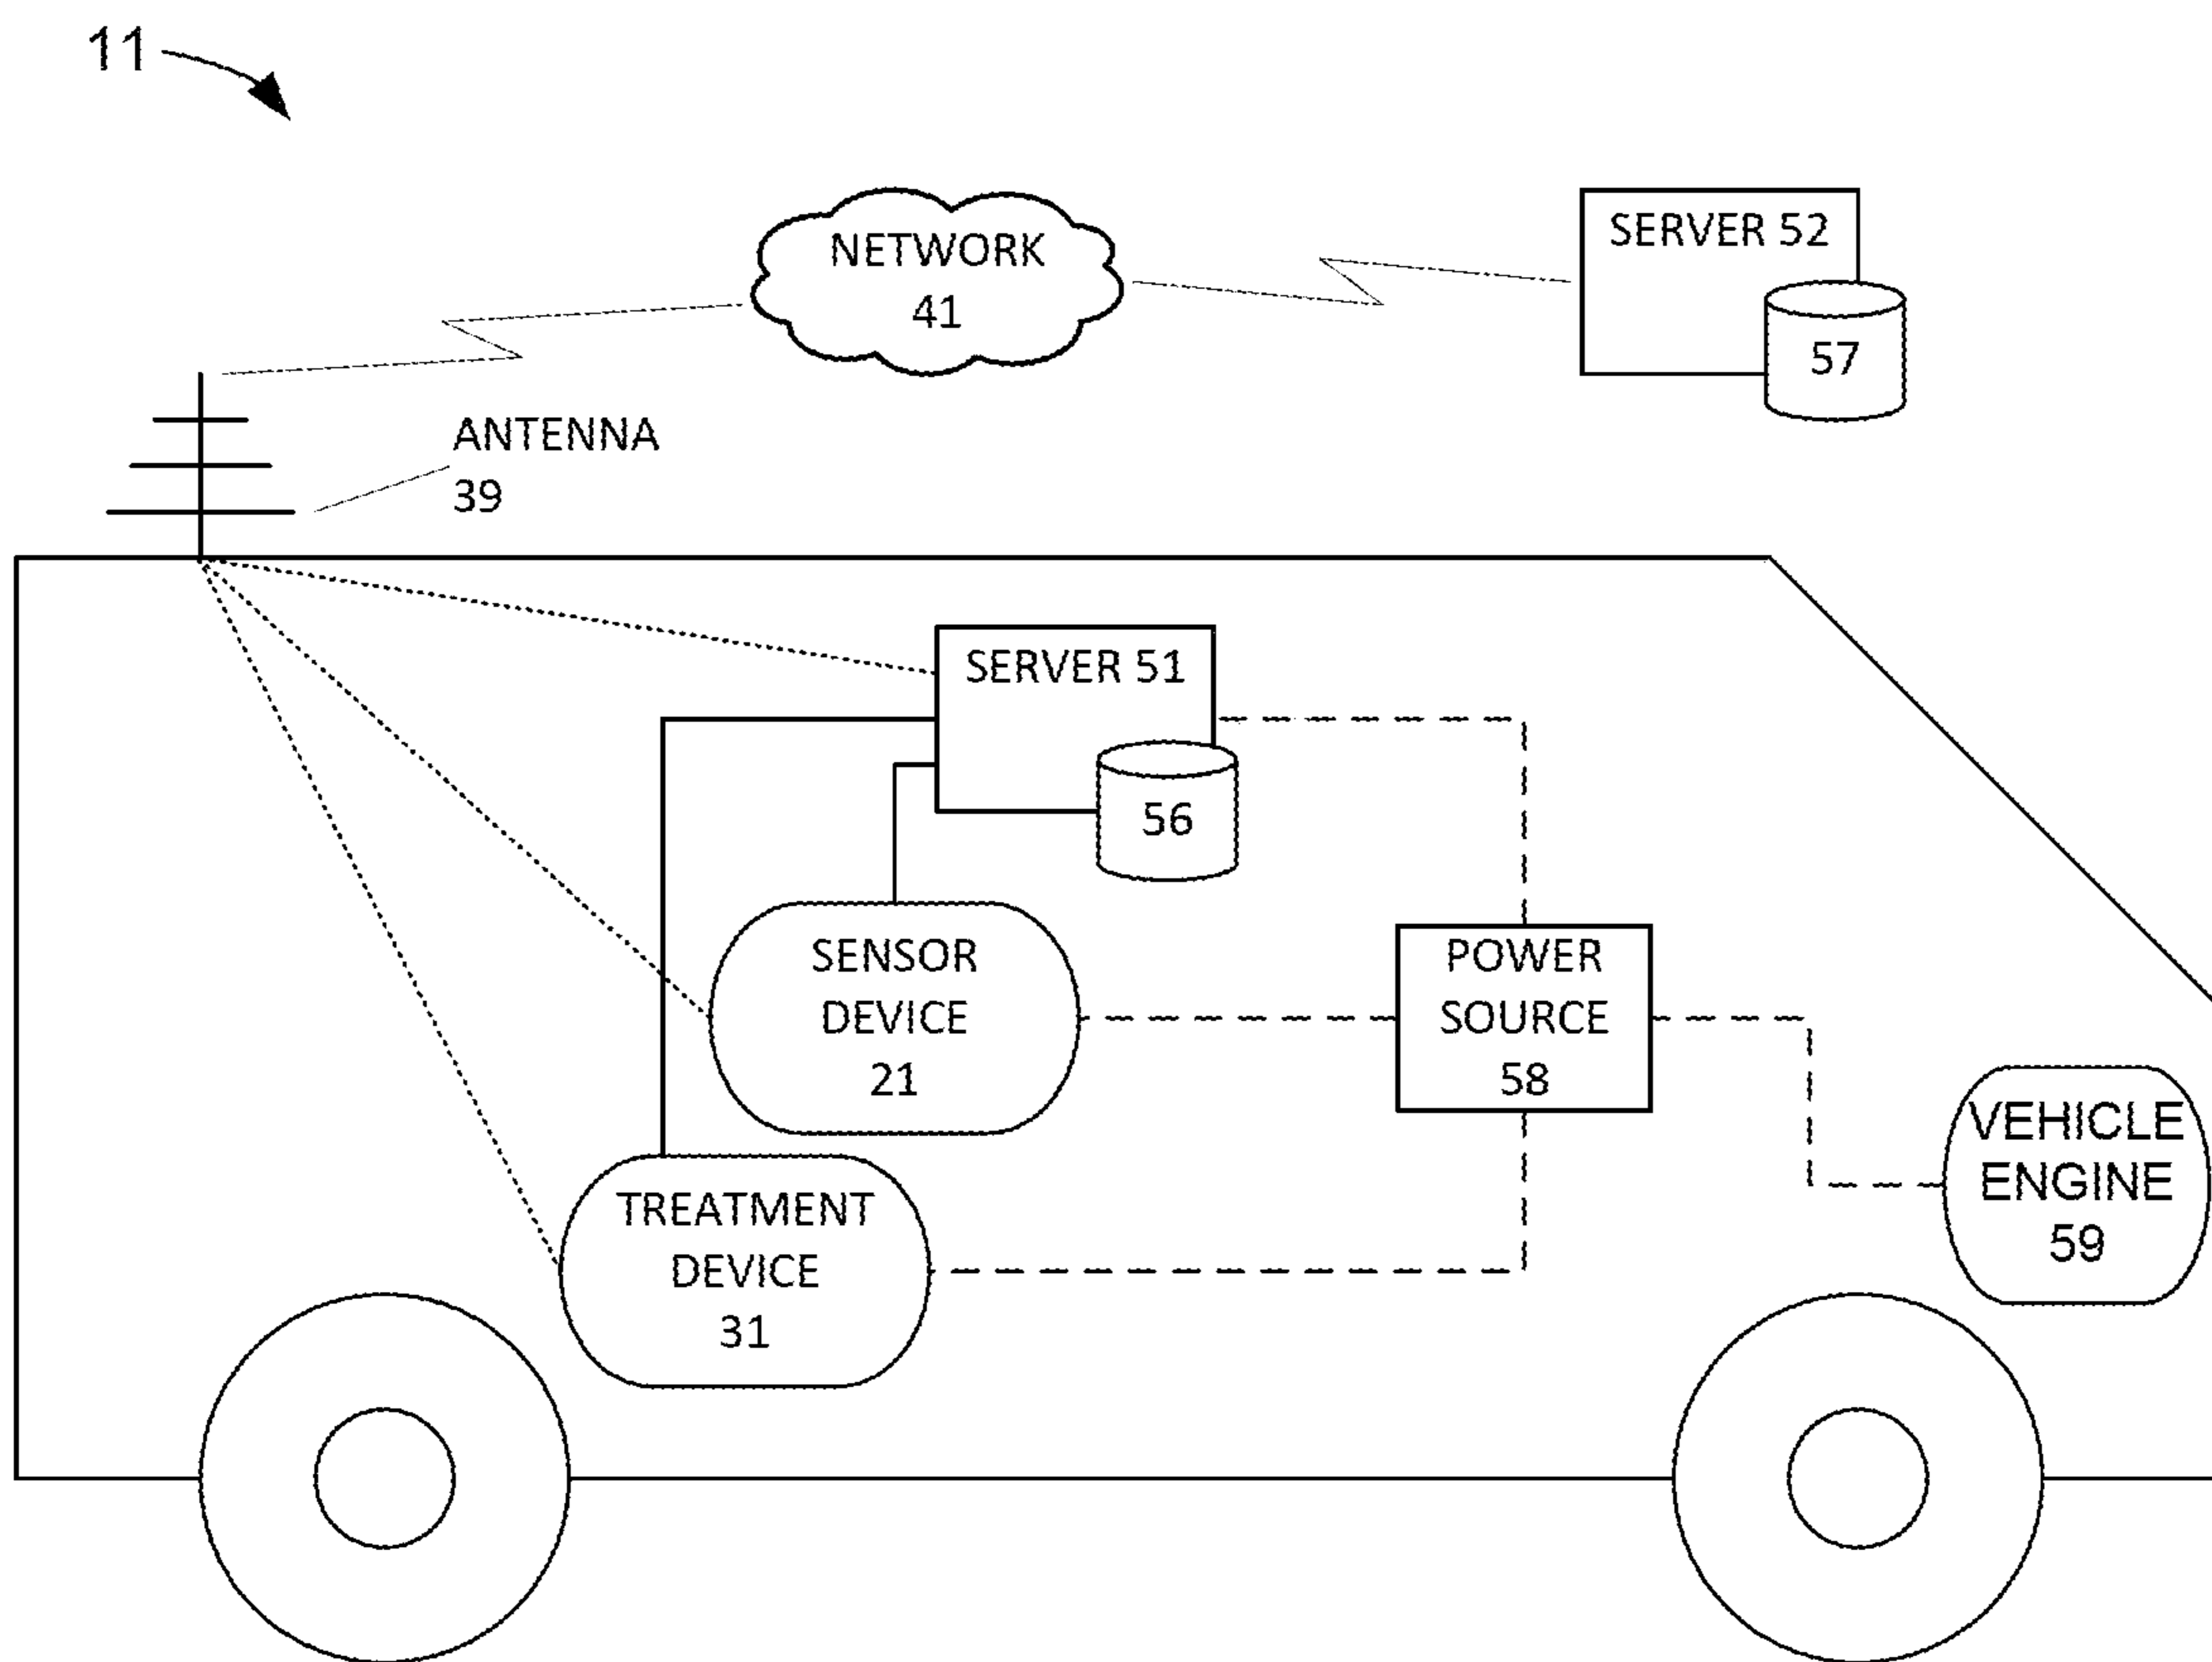 11
NETWORK
41
SERVER 52
57
ANTENNA
39
SERVER 51
56
SENSOR
DEVICE
21
POWER
SOURCE
58
VEHICLE
ENGINE
59
TREATMENT
DEVICE
31